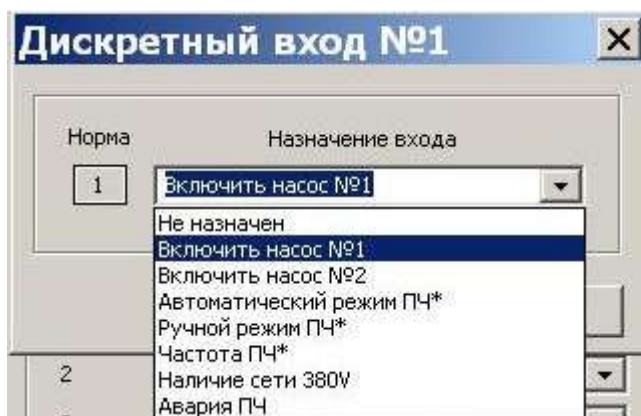 Дискретный вход №1
Норма
Назначение входа
1
Включить насос №1
Не назначен
Включить насос №1
Включить насос №2
Автоматический режим ПЧ*
Ручной режим ПЧ*
Частота ПЧ*
2
Наличие сети 380V
Авария ПЧ